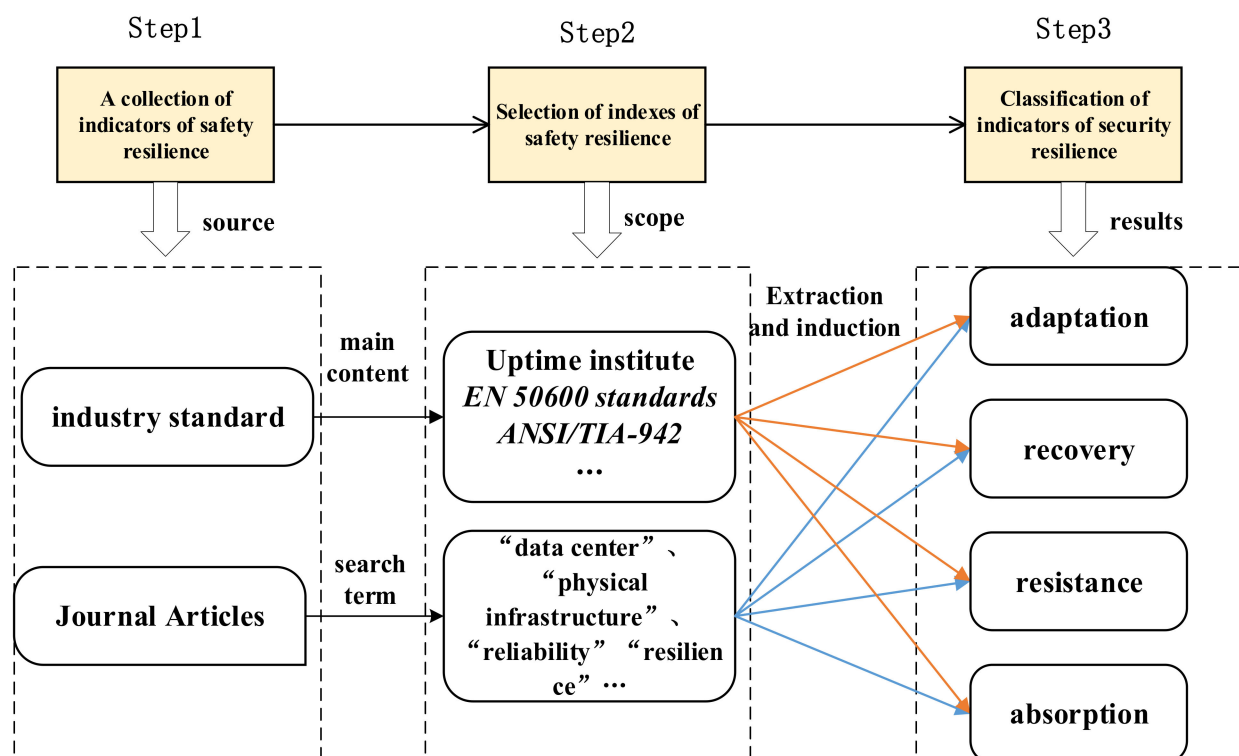 Step1
Step2
Step3
A collection of
indicators of safety
resilience
Selection of indexes of
safety resilience
Classification of
indicators of security
resilience
source
scope
results
industry standard
main
content
Uptime institute
EN 50600 standards
ANSI/TIA-942
…
Extraction
and induction
Journal Articles
search
term
“data center”、
“physical
infrastructure”、
“reliability” “resilien
ce” …
adaptation
recovery
resistance
absorption